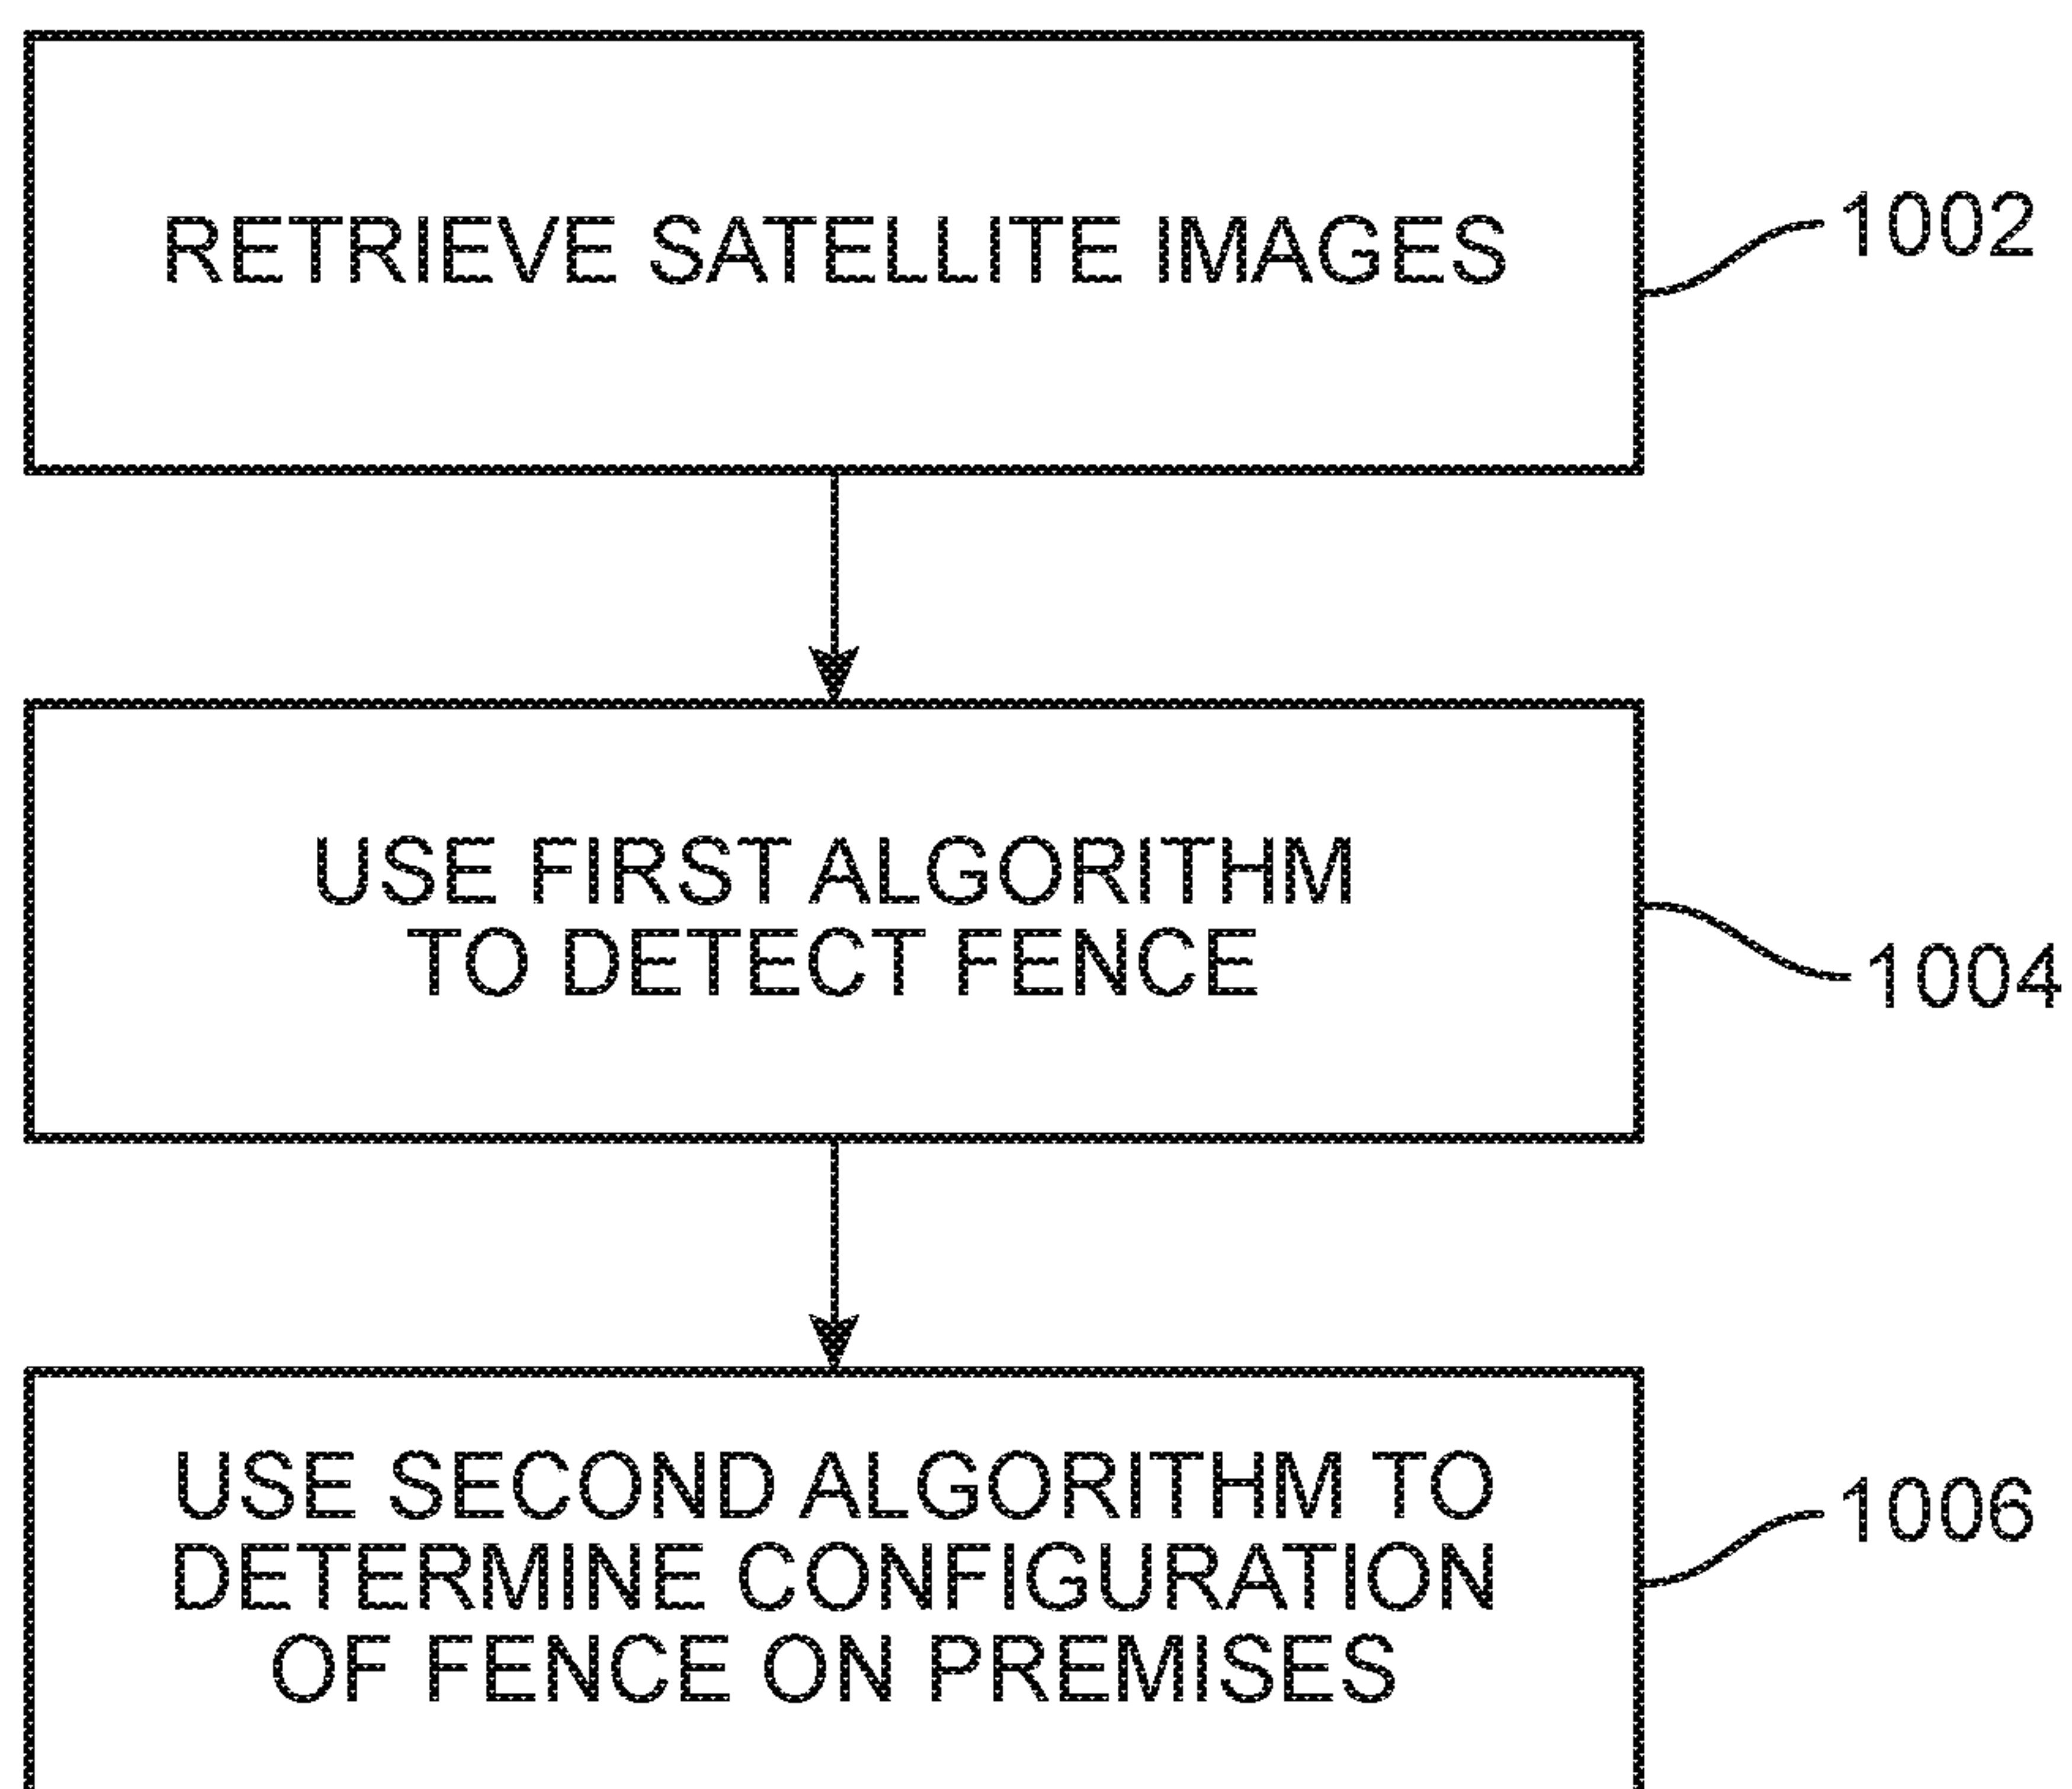 RETRIEVE SATELLITE IMAGES
1002
USE FIRST ALGORITHM
TO DETECT FENCE
1004
USE SECOND ALGORITHM TO
DETERMINE CONFIGURATION
OF FENCE ON PREMISES
1006